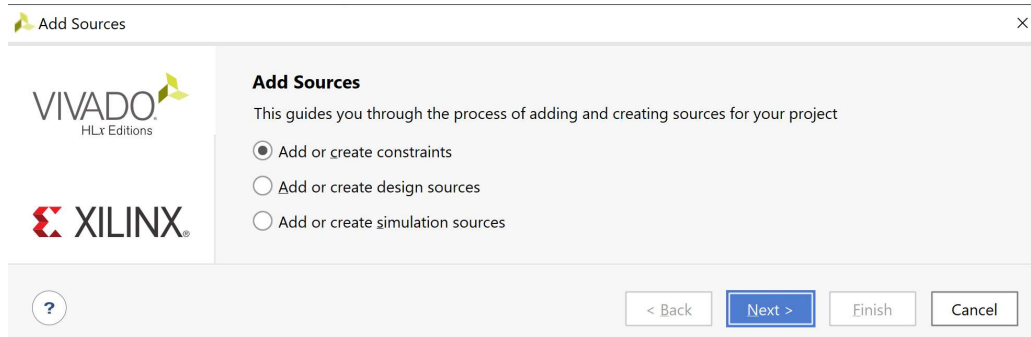 Add Sources
VIVADO.
HLx Editions
XILINX®
Add Sources
This guides you through the process of adding and creating sources for your project
Add or create constraints
Add or create design sources
Add or create simulation sources
?
< Back
Next >
Finish
Cancel